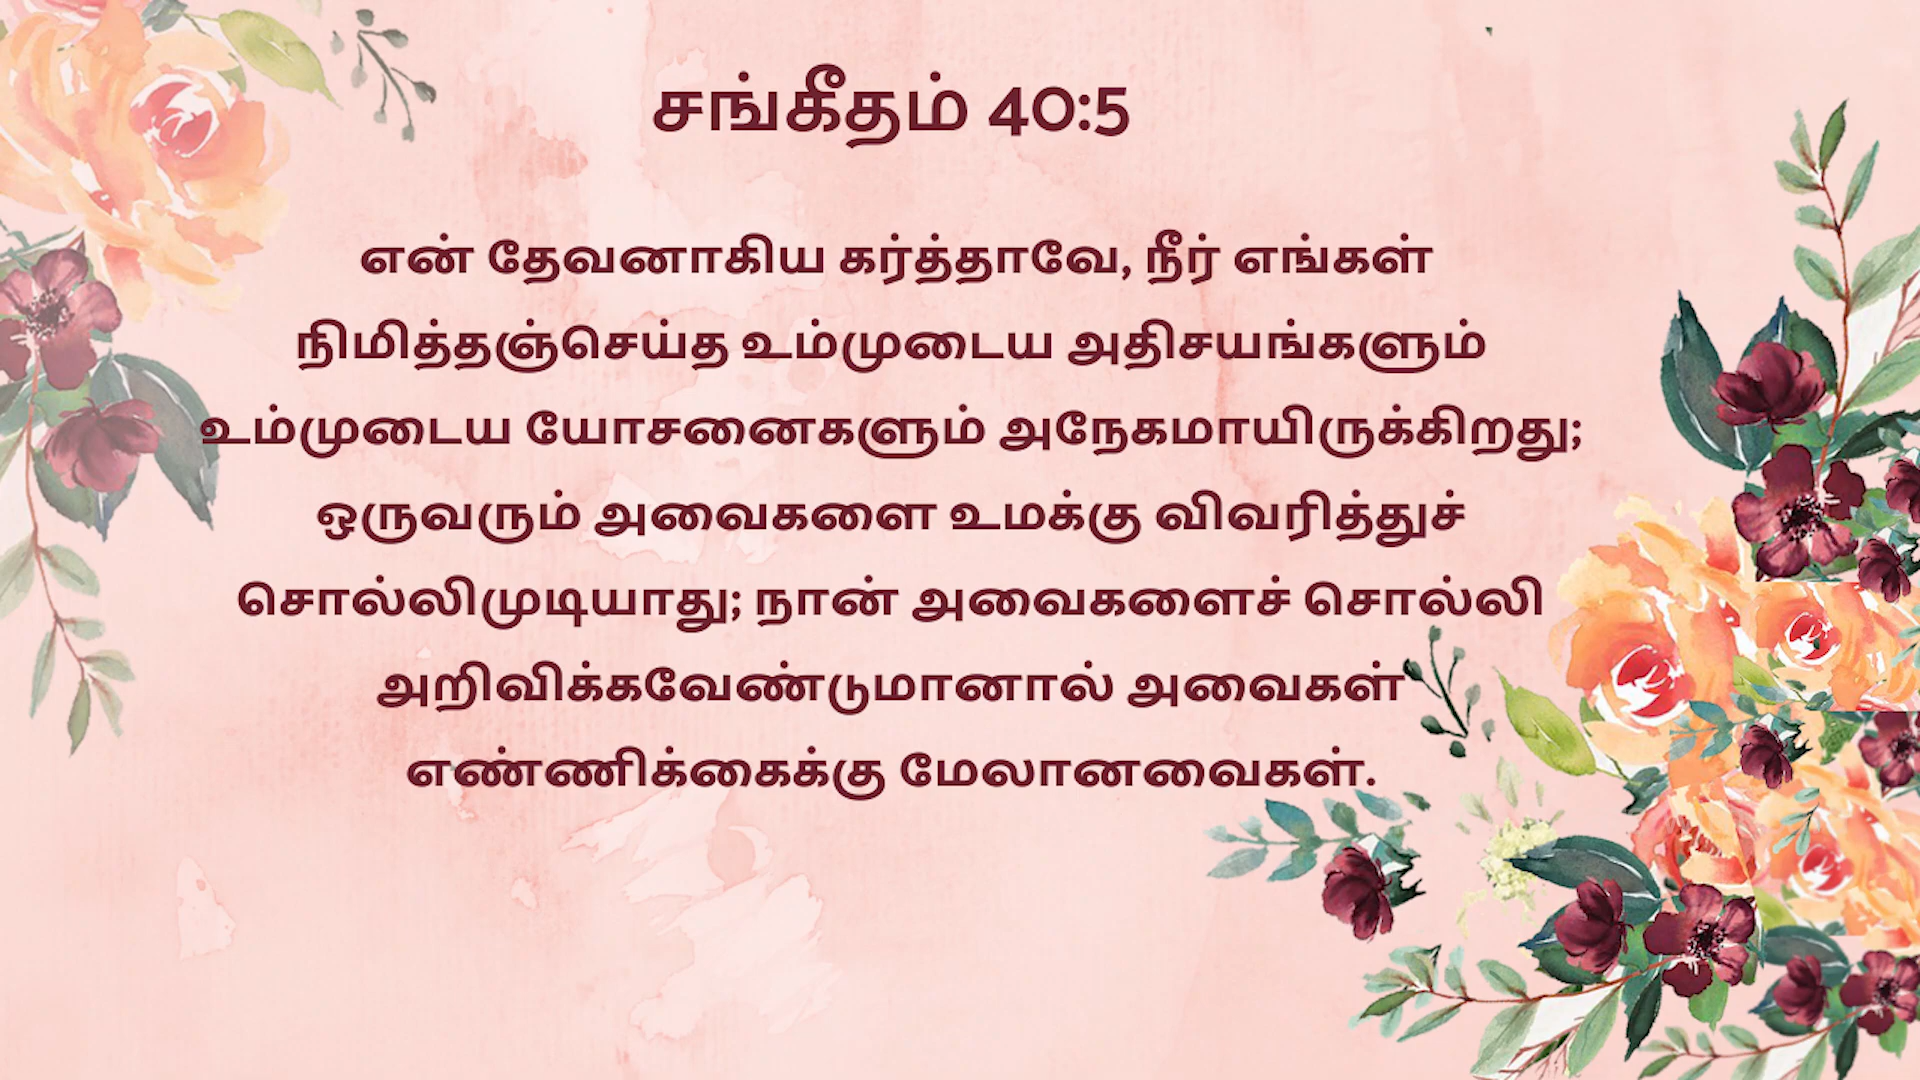 சங்கீதம் 40:5
என் தேவனாகிய கர்த்தாவே, நீர் எங்கள்
நிமித்தஞ்செய்த உம்முடைய அதிசயங்களும்
உம்முடைய யோசனைகளும் அநேகமாயிருக்கிறது;
ஒருவரும் அவைகளை உமக்கு விவரித்துச்
சொல்லிமுடியாது; நான் அவைகளைச் சொல்லி
அறிவிக்கவேண்டுமானால் அவைகள்
எண்ணிக்கைக்கு மேலானவைகள்.